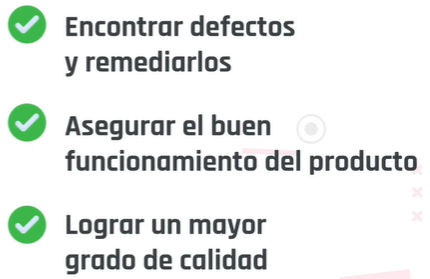 Encontrar defectos
y remediarlos
Asegurar el buen
funcionamiento del producto
Lograr un mayor
grado de calidad